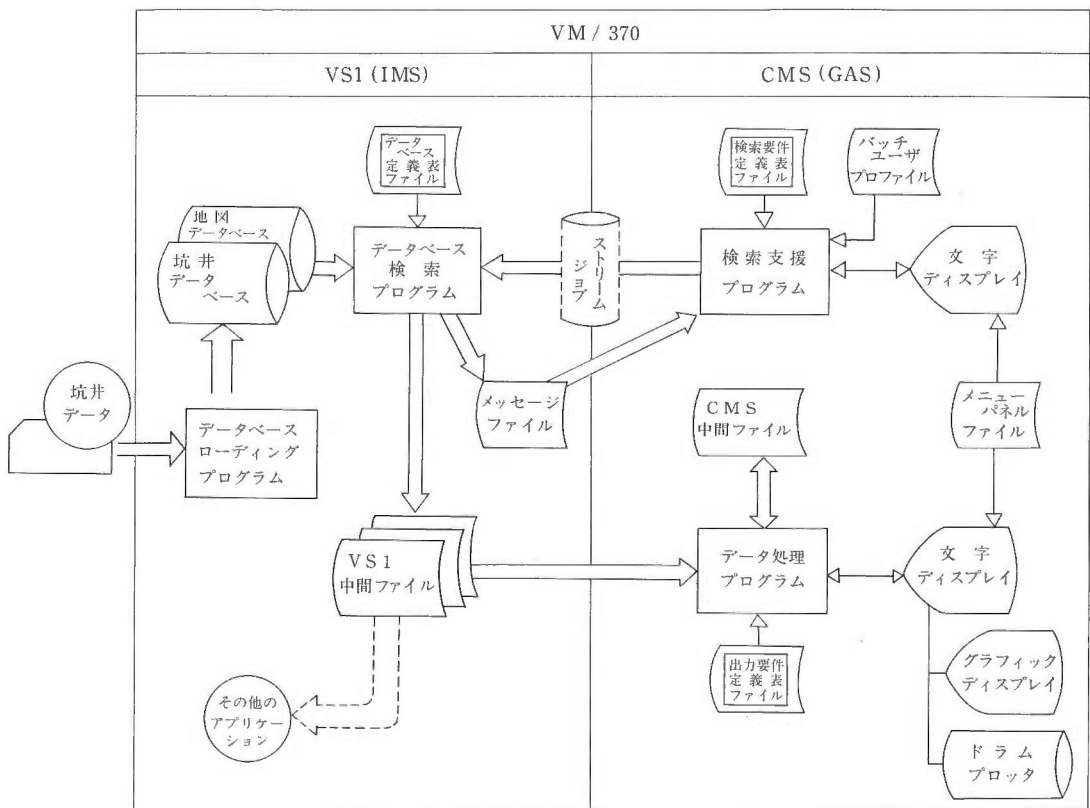 VM/370
VS1(IMS)
CMS(GAS)
データ
ベース
定義表
ファイル
検索要件
定義表
ファイル
バッチ
ユーザ
プロファイル
地図
データベース
坑井
データ
ベース
データベース
検索
プログラム
ストリーム
ジョブ
検索支援
プログラム
文字
ディスプレイ
坑井
データ
データベース
ローディング
プログラム
メッセージ
ファイル
CMS
中間ファイル
メニュー
パネル
ファイル
VS1
中間ファイル
データ処理
プログラム
文字
ディスプレイ
その他の
アプリケー
ション
出力要件
定義表
ファイル
グラフィック
ディスプレイ
ドラム
プロッタ